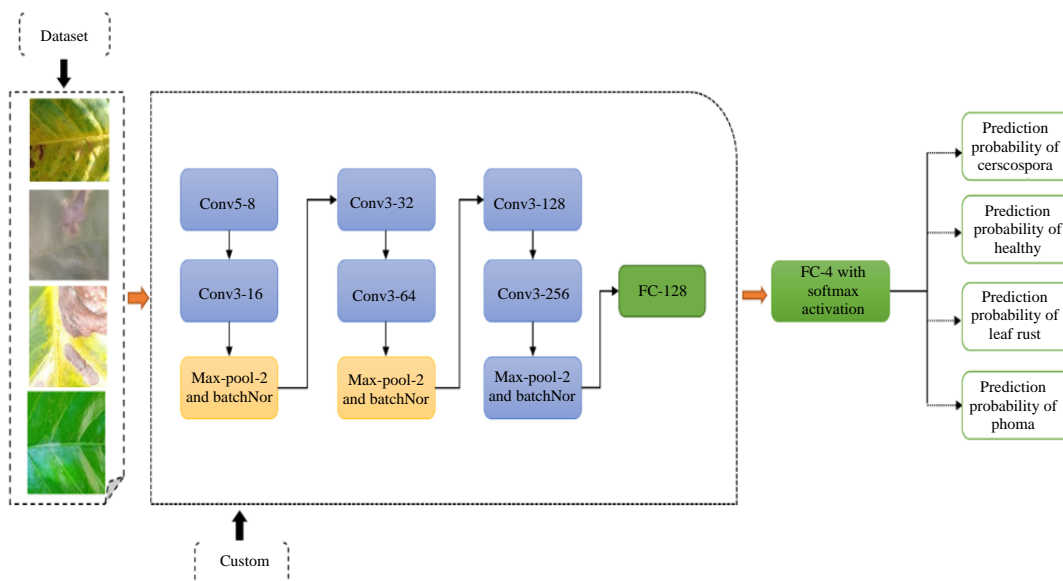 Dataset
Conv5-8
Conv3-16
Max-pool-2
and batchNor
Conv3-32
Conv3-64
Max-pool-2
and batchNor
Conv3-128
Conv3-256
Max-pool-2
and batchNor
FC-128
FC-4 with
softmax
activation
Prediction
probability of
cerscospora
Prediction
probability of
healthy
Prediction
probability of
leaf rust
Prediction
probability of
phoma
Custom